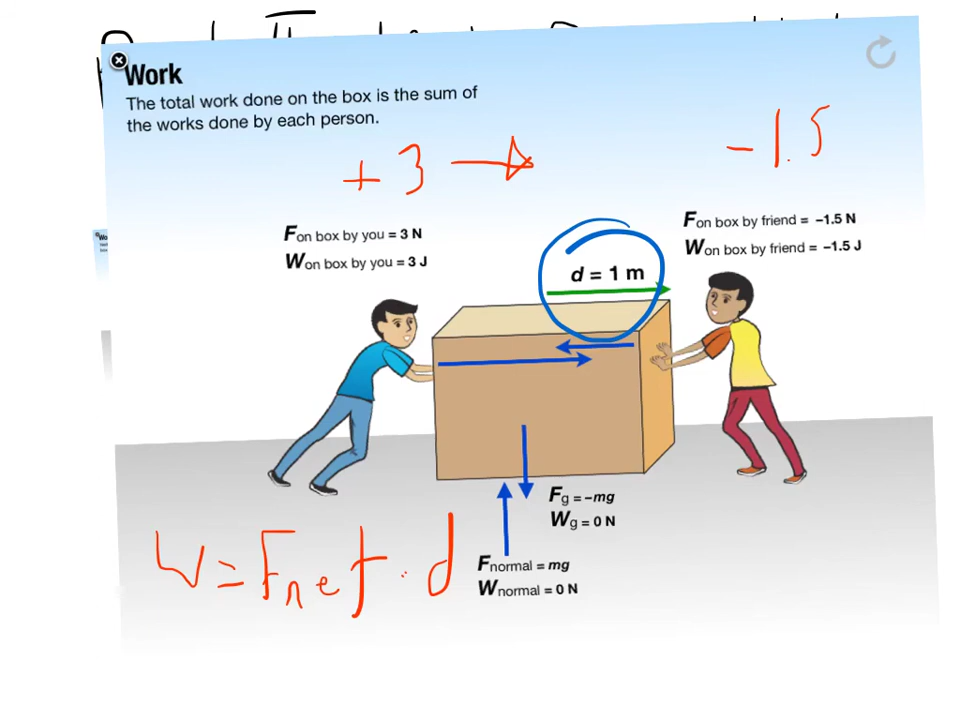 Work
The total work done on the box is the sum of
the works done by each person.
+3
-1.5
Fon box by you = 3 N
Won box by you = 3 J
Fon box by friend = −1.5 N
Won box by friend = −1.5 J
d = 1 m
Fg = −mg
Wg = 0 N
Fnormal = mg
Wnormal = 0 N
W = Fnet · d